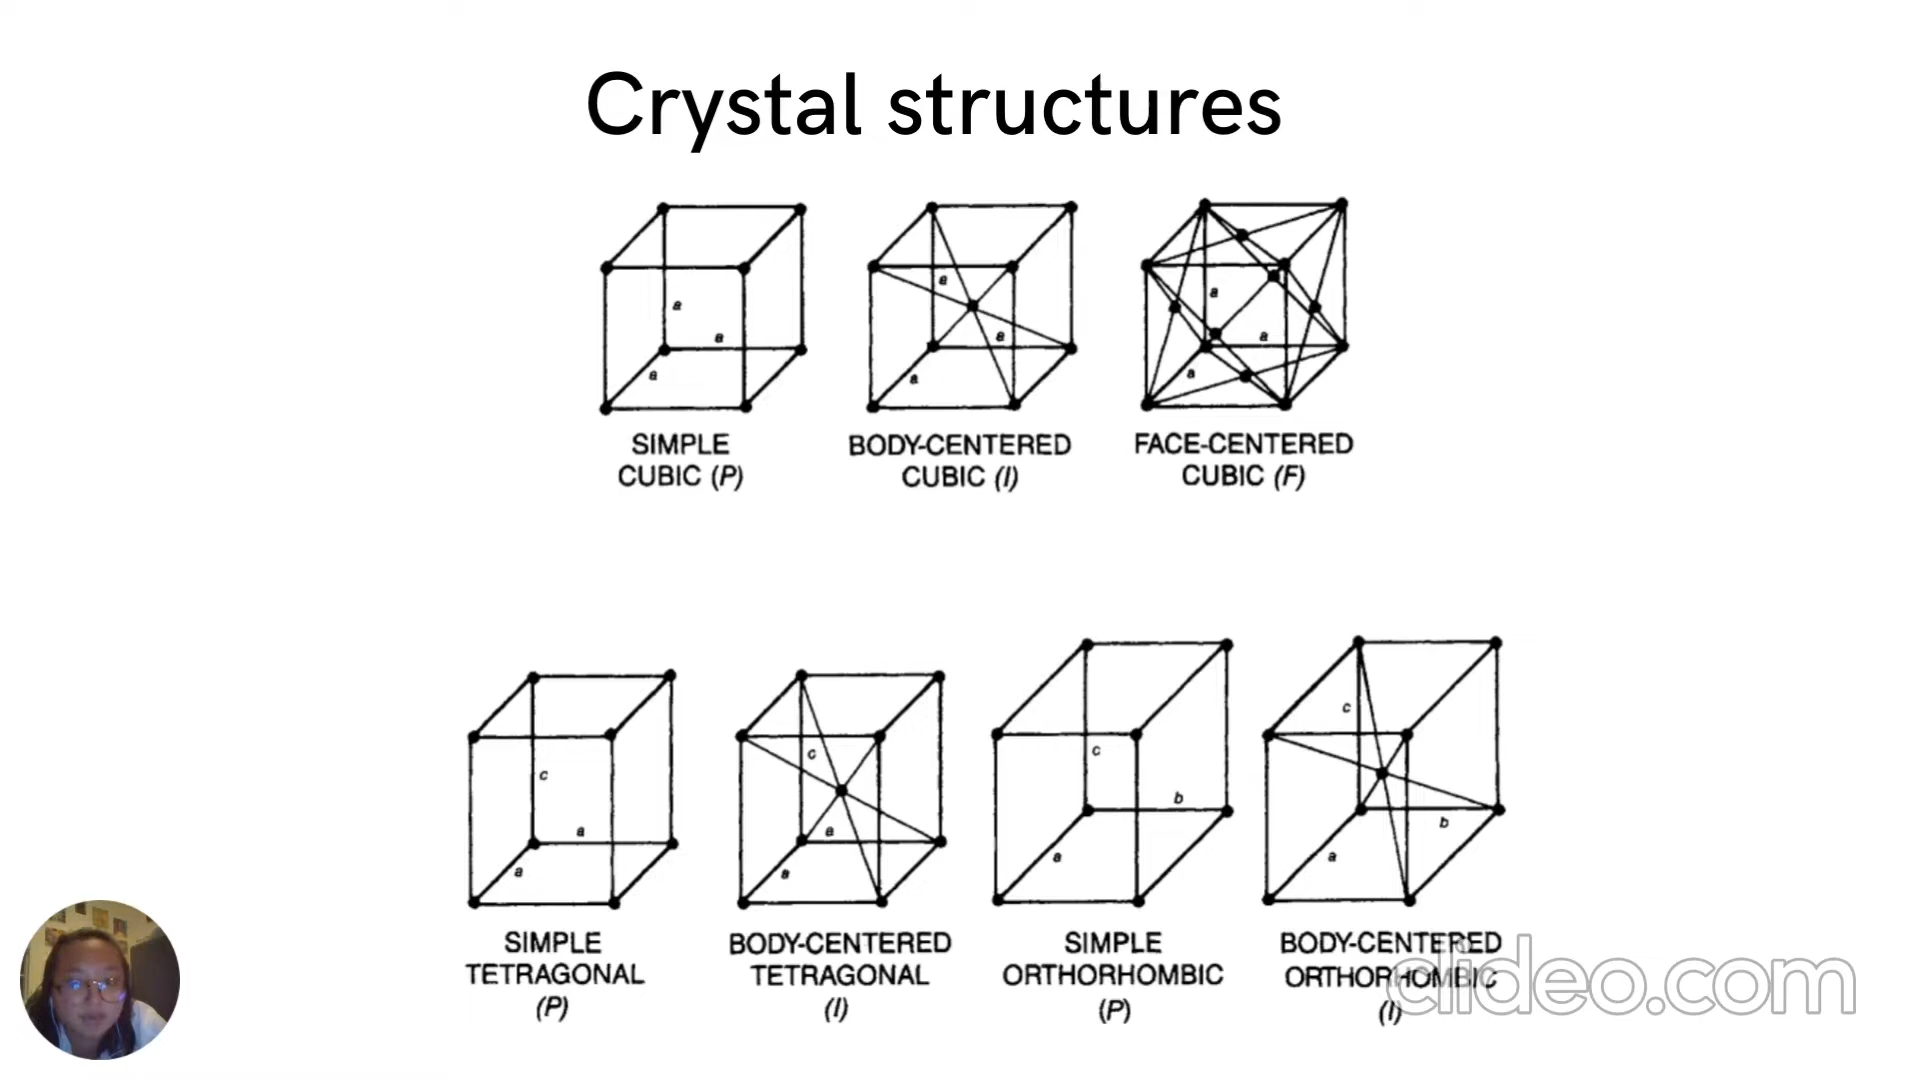 Crystal structures
a
a
a
a
a
a
a
a
a
SIMPLE
CUBIC (P)
BODY-CENTERED
CUBIC (I)
FACE-CENTERED
CUBIC (F)
c
a
a
c
a
a
c
b
a
c
b
a
SIMPLE
TETRAGONAL
(P)
BODY-CENTERED
TETRAGONAL
(I)
SIMPLE
ORTHORHOMBIC
(P)
BODY-CENTERED
ORTHORHOMBIC
(I)
clideo.com